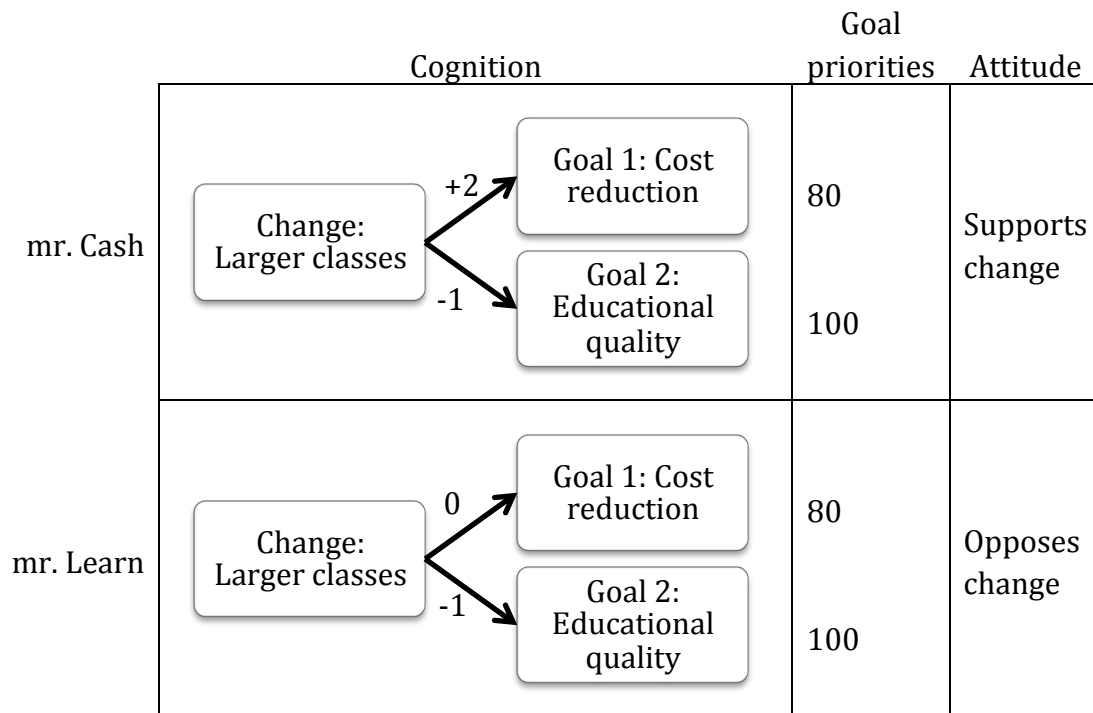 Goal
Cognition priorities Attitude
mr. Cash
Change:
Larger classes
+2
-1
Goal 1: Cost
reduction
Goal 2:
Educational
quality
80
100
Supports
change
mr. Learn
Change:
Larger classes
0
-1
Goal 1: Cost
reduction
Goal 2:
Educational
quality
80
100
Opposes
change